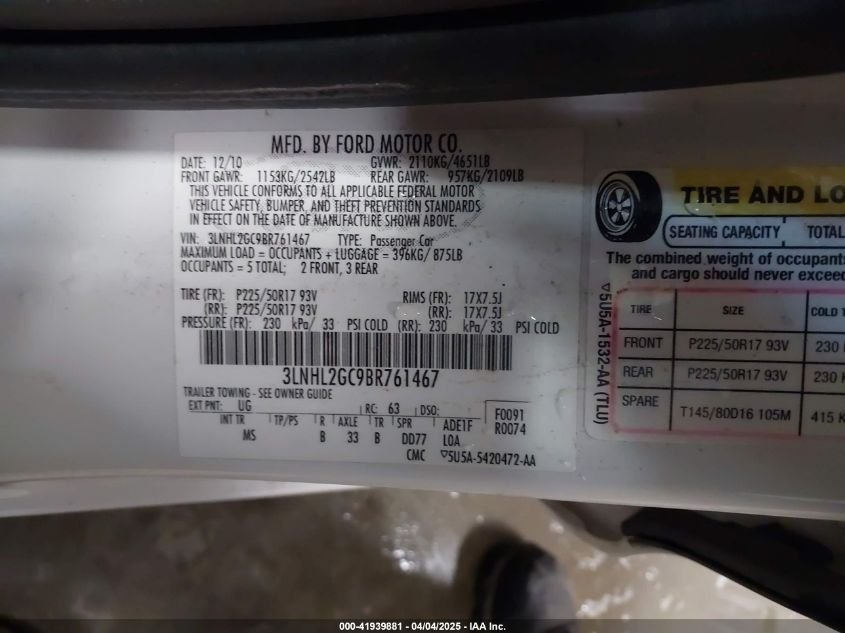 MFD. BY FORD MOTOR CO.
DATE: 12/10 GVWR: 2110KG/4651LB
FRONT GAWR: 1153KG/2542LB REAR GAWR: 957KG/2109LB
THIS VEHICLE CONFORMS TO ALL APPLICABLE FEDERAL MOTOR
VEHICLE SAFETY, BUMPER, AND THEFT PREVENTION STANDARDS
IN EFFECT ON THE DATE OF MANUFACTURE SHOWN ABOVE.
VIN: 3LNHL2GC9BR761467 TYPE: Passenger Car
MAXIMUM LOAD = OCCUPANTS + LUGGAGE = 396KG/ 875LB
OCCUPANTS = 5 TOTAL; 2 FRONT, 3 REAR
TIRE (FR): P225/50R17 93V RIMS (FR): 17X7.5J
(RR): P225/50R17 93V (RR): 17X7.5J
PRESSURE (FR): 230 kPa/ 33 PSI COLD (RR): 230 kPa/ 33 PSI COLD
3LNHL2GC9BR761467
TRAILER TOWING - SEE OWNER GUIDE
EXT PNT: UG RC: 63 DSO: F0091
INT TR TP/PS R AXLE TR SPR ADE1F R0074
MS B 33 B DD77 LOA
CMC ▽5U5A-5420472-AA
TIRE AND LO
SEATING CAPACITY TOTAL
The combined weight of occupants
and cargo should never exceed
▽5U5A-1532-AA (TLU)
TIRE SIZE COLD T
FRONT P225/50R17 93V 230 K
REAR P225/50R17 93V 230 K
SPARE T145/80D16 105M 415 K
000-41939881 / 04/04/2025 - IAA Inc.